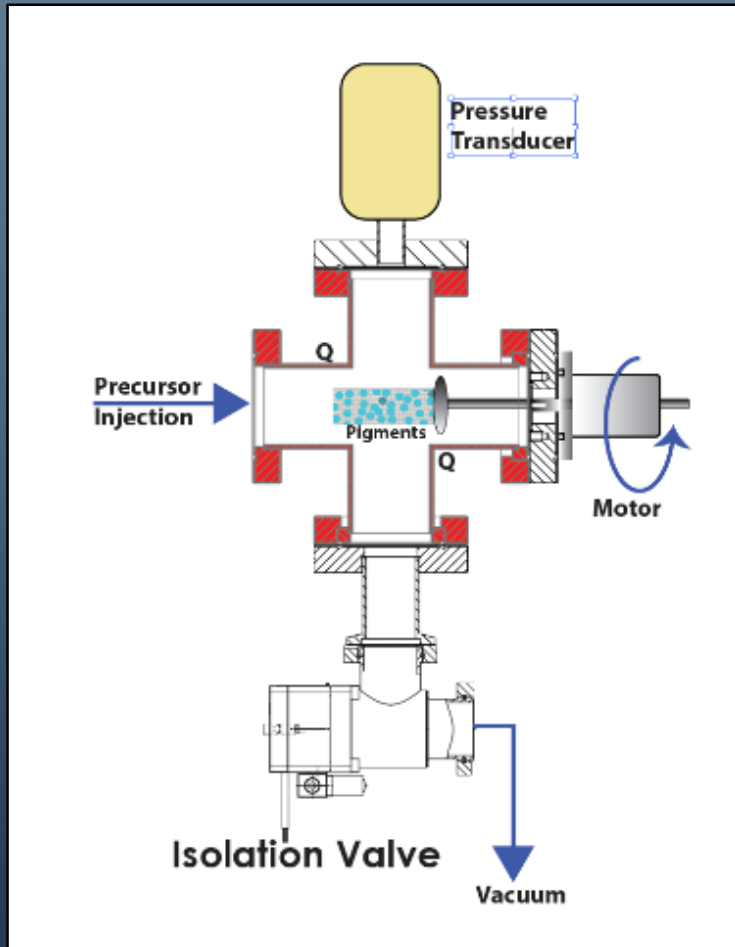 Pressure
Transducer
Q
Precursor
Injection
Pigments
Q
Motor
Isolation Valve
Vacuum